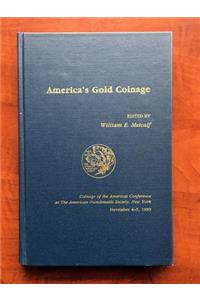 America's Gold Coinage
EDITED BY
William E. Metcalf
Coinage of the Americas Conference
at The American Numismatic Society, New York
November 4-5, 1989